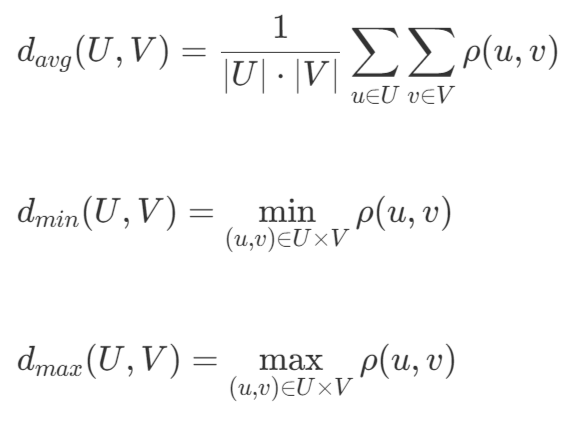 d_{avg}(U, V) = \frac{1}{|U| \cdot |V|} \sum_{u \in U} \sum_{v \in V} \rho(u, v)
d_{min}(U, V) = \min_{(u,v) \in U \times V} \rho(u, v)
d_{max}(U, V) = \max_{(u,v) \in U \times V} \rho(u, v)